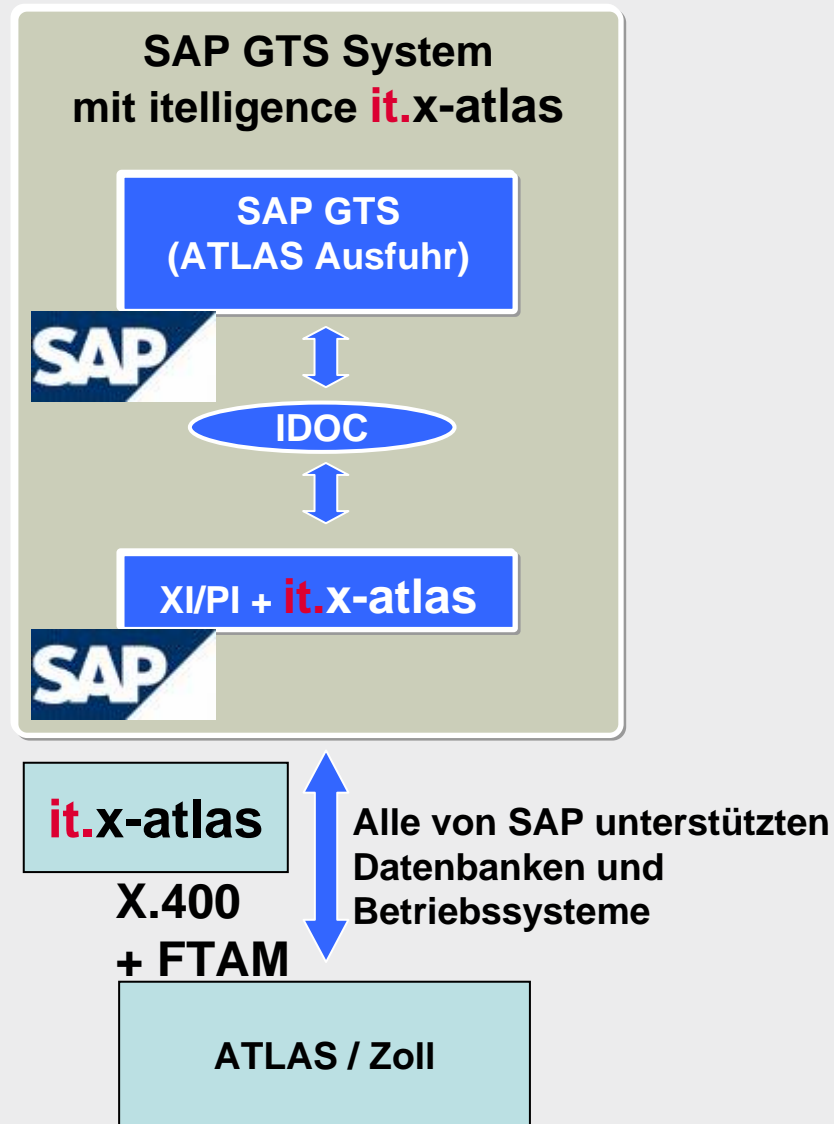 SAP GTS System
mit itelligence it.x-atlas
SAP GTS
(ATLAS Ausfuhr)
SAP
IDOC
XI/PI + it.x-atlas
SAP
it.x-atlas
Alle von SAP unterstützten
Datenbanken und
Betriebssysteme
X.400
+ FTAM
ATLAS / Zoll